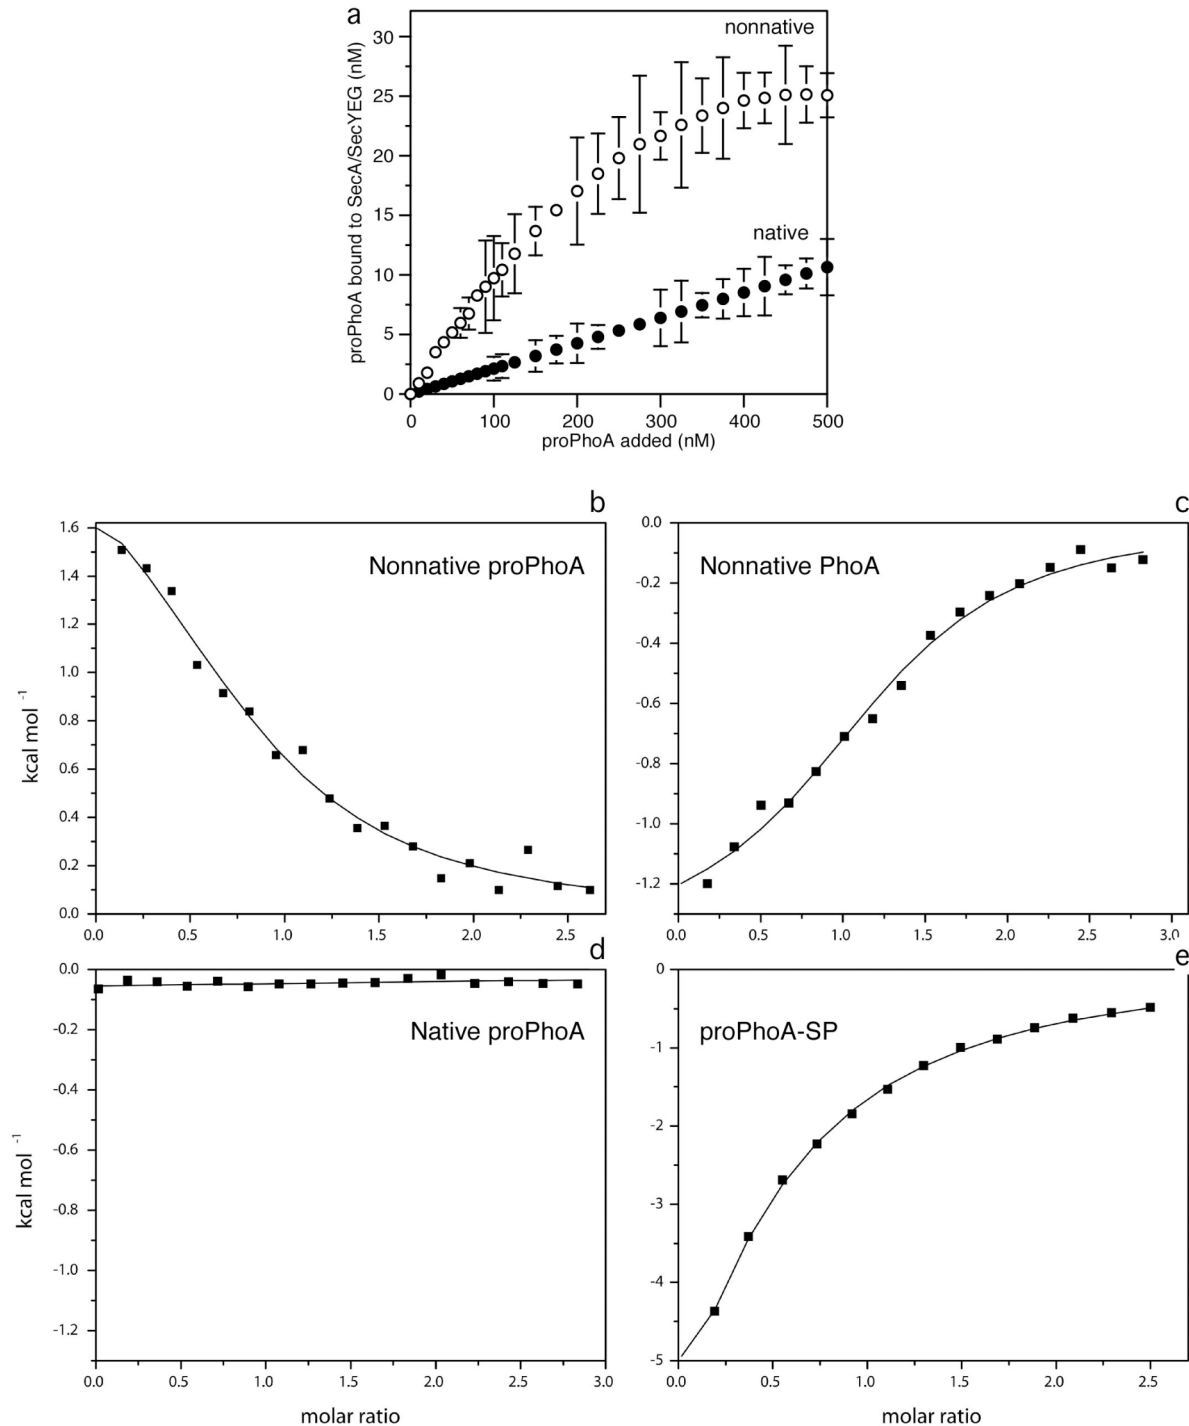 a
proPhoA bound to SecA/SecYEG (nM)
30
25
20
15
10
5
0
nonnative
native
0 100 200 300 400 500
proPhoA added (nM)
b
kcal mol -1
1.6
1.4
1.2
1.0
0.8
0.6
0.4
0.2
0.0
Nonnative proPhoA
0.0 0.5 1.0 1.5 2.0 2.5
c
0.0
-0.2
-0.4
-0.6
-0.8
-1.0
-1.2
Nonnative PhoA
0.0 0.5 1.0 1.5 2.0 2.5 3.0
d
kcal mol -1
0.0
-0.2
-0.4
-0.6
-0.8
-1.0
-1.2
Native proPhoA
0.0 0.5 1.0 1.5 2.0 2.5 3.0
molar ratio
e
0
-1
-2
-3
-4
-5
proPhoA-SP
0.0 0.5 1.0 1.5 2.0 2.5
molar ratio